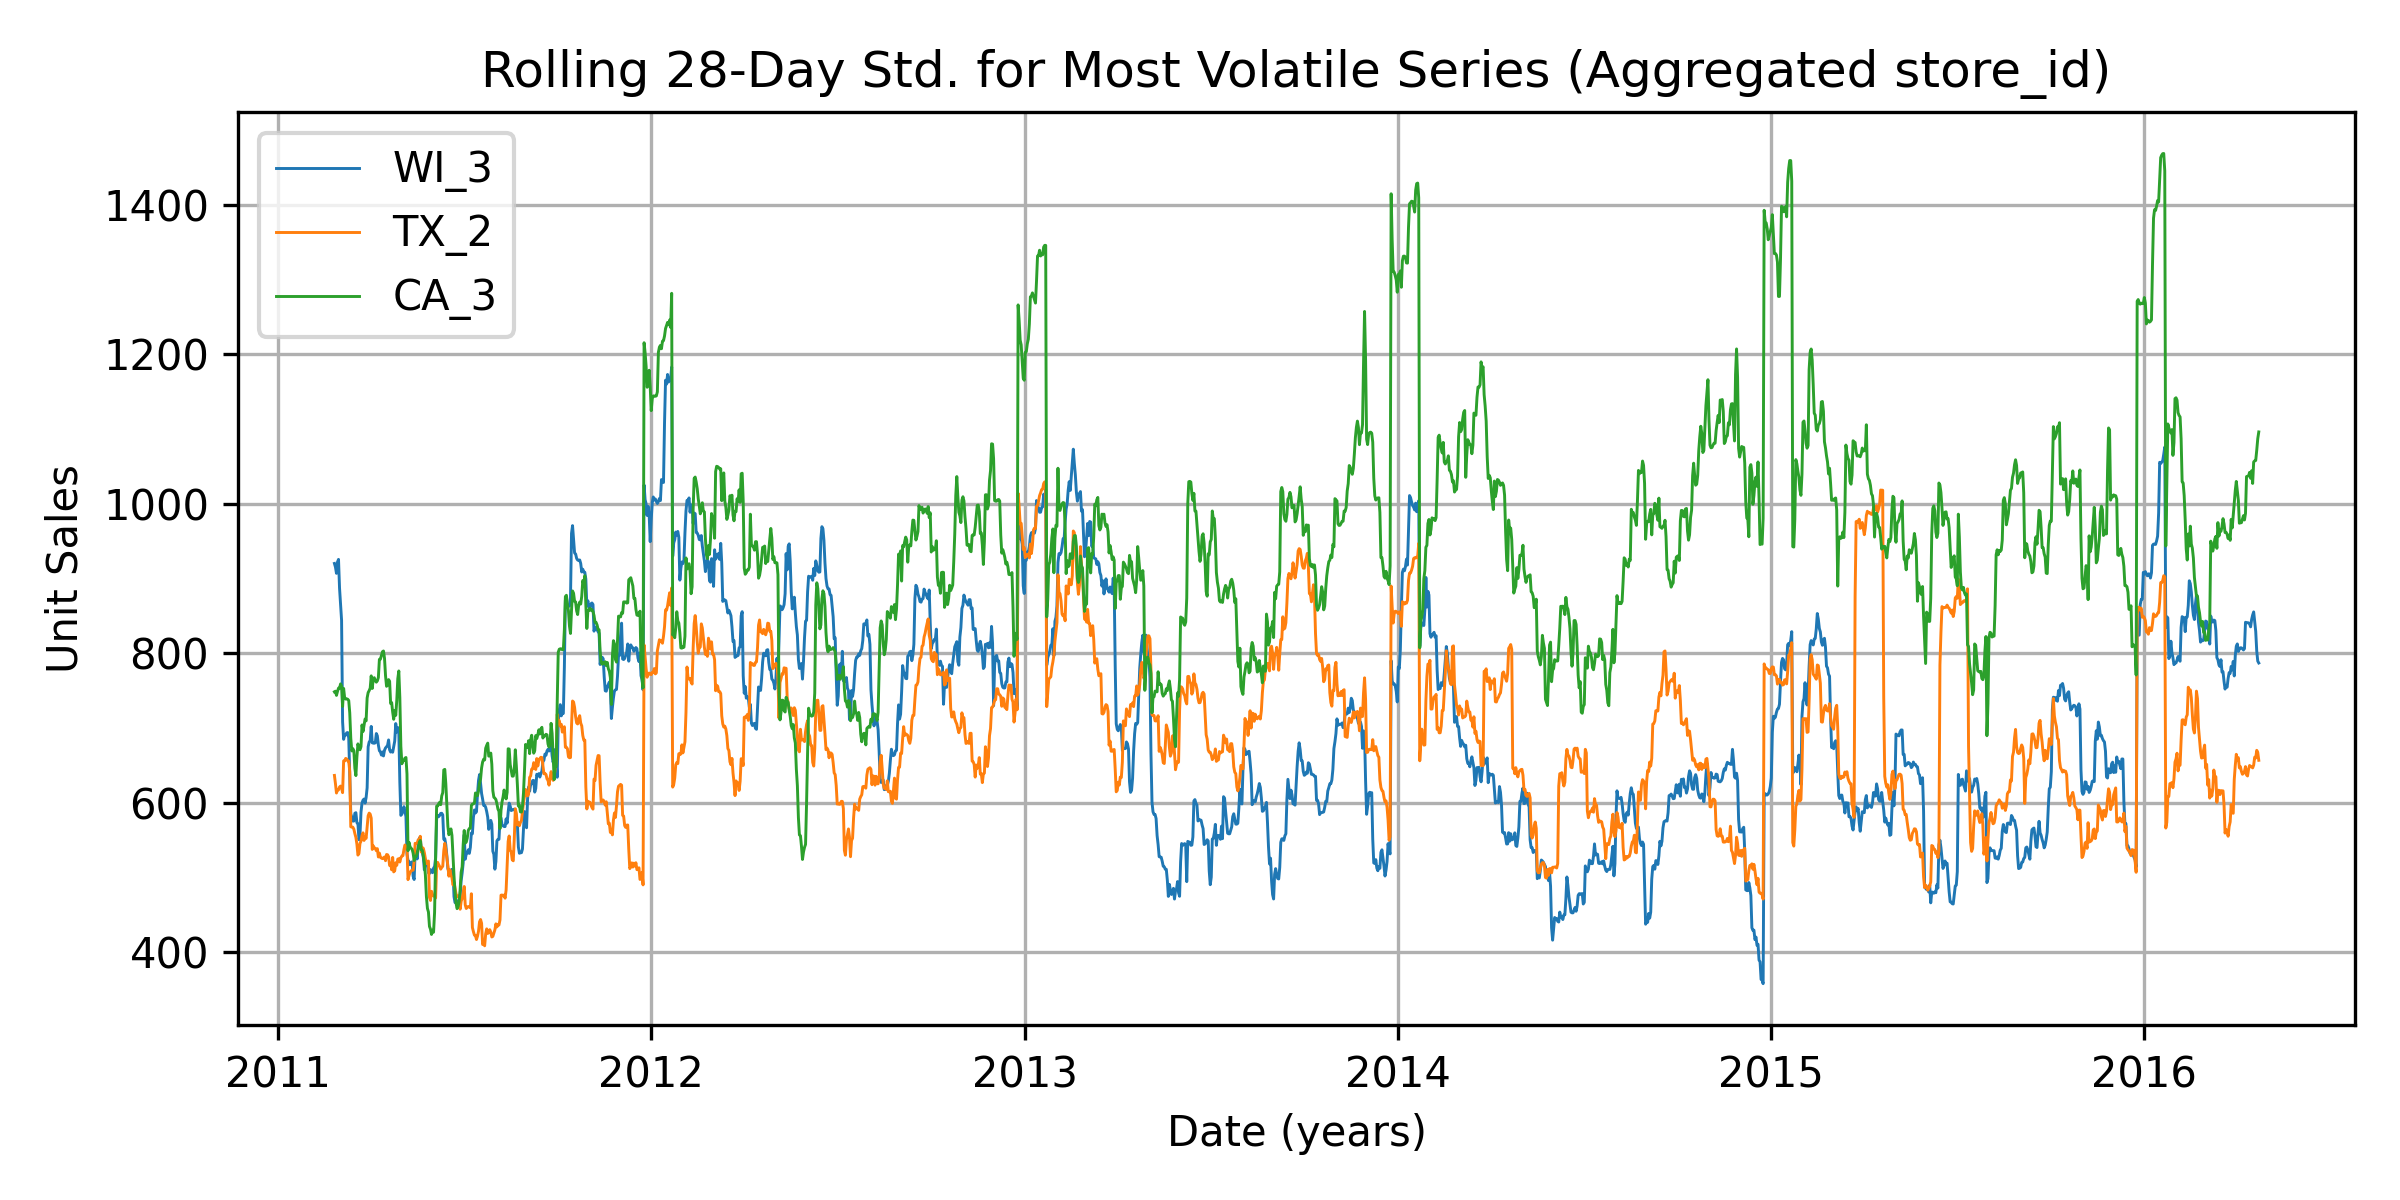 Rolling 28-Day Std. for Most Volatile Series (Aggregated store_id)
WI_3
TX_2
CA_3
1400
1200
1000
800
600
400
Unit Sales
2011
2012
2013
2014
2015
2016
Date (years)